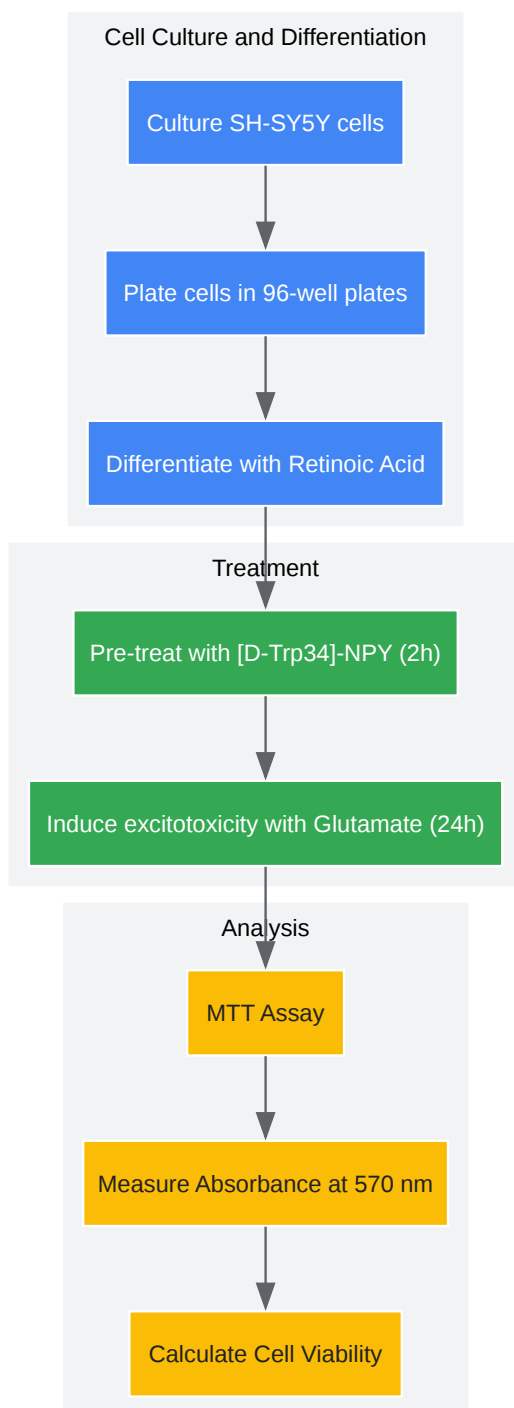 Cell Culture and Differentiation
Culture SH-SY5Y cells
Plate cells in 96-well plates
Differentiate with Retinoic Acid
Treatment
Pre-treat with [D-Trp34]-NPY (2h)
Induce excitotoxicity with Glutamate (24h)
Analysis
MTT Assay
Measure Absorbance at 570 nm
Calculate Cell Viability